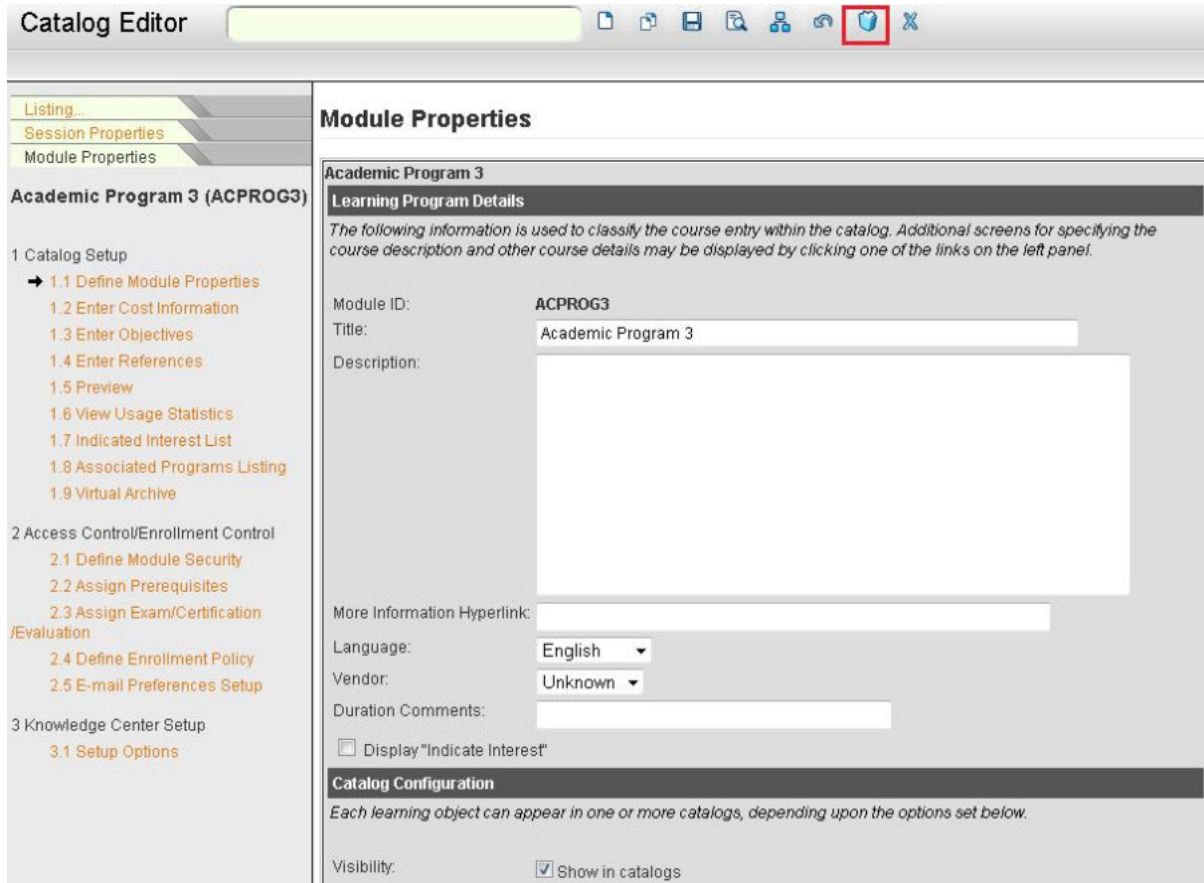 Catalog Editor
Listing...
Session Properties
Module Properties
Academic Program 3 (ACPROG3)
1 Catalog Setup
1.1 Define Module Properties
1.2 Enter Cost Information
1.3 Enter Objectives
1.4 Enter References
1.5 Preview
1.6 View Usage Statistics
1.7 Indicated Interest List
1.8 Associated Programs Listing
1.9 Virtual Archive
2 Access Control/Enrollment Control
2.1 Define Module Security
2.2 Assign Prerequisites
2.3 Assign Exam/Certification
/Evaluation
2.4 Define Enrollment Policy
2.5 E-mail Preferences Setup
3 Knowledge Center Setup
3.1 Setup Options
Module Properties
Academic Program 3
Learning Program Details
The following information is used to classify the course entry within the catalog. Additional screens for specifying the
course description and other course details may be displayed by clicking one of the links on the left panel.
Module ID: ACPROG3
Title: Academic Program 3
Description:
More Information Hyperlink:
Language: English
Vendor: Unknown
Duration Comments:
Display "Indicate Interest"
Catalog Configuration
Each learning object can appear in one or more catalogs, depending upon the options set below.
Visibility: Show in catalogs